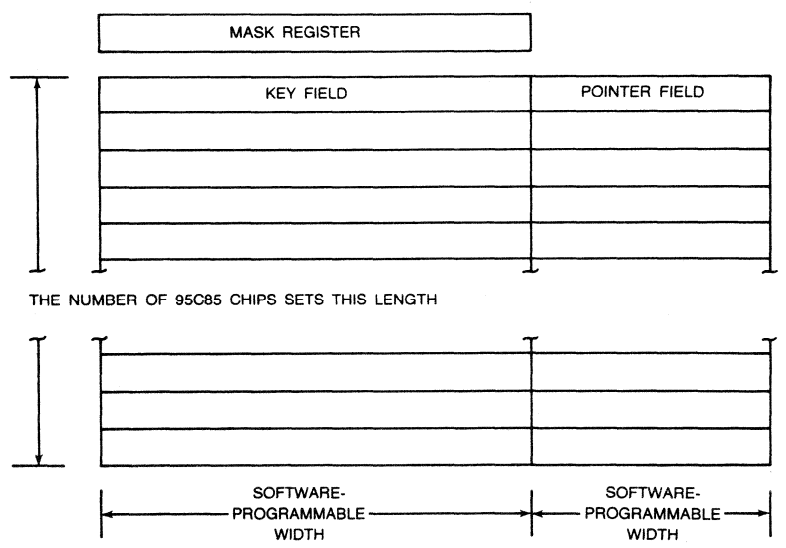 MASK REGISTER
KEY FIELD
POINTER FIELD
THE NUMBER OF 95C85 CHIPS SETS THIS LENGTH
SOFTWARE-
PROGRAMMABLE
WIDTH
SOFTWARE-
PROGRAMMABLE
WIDTH